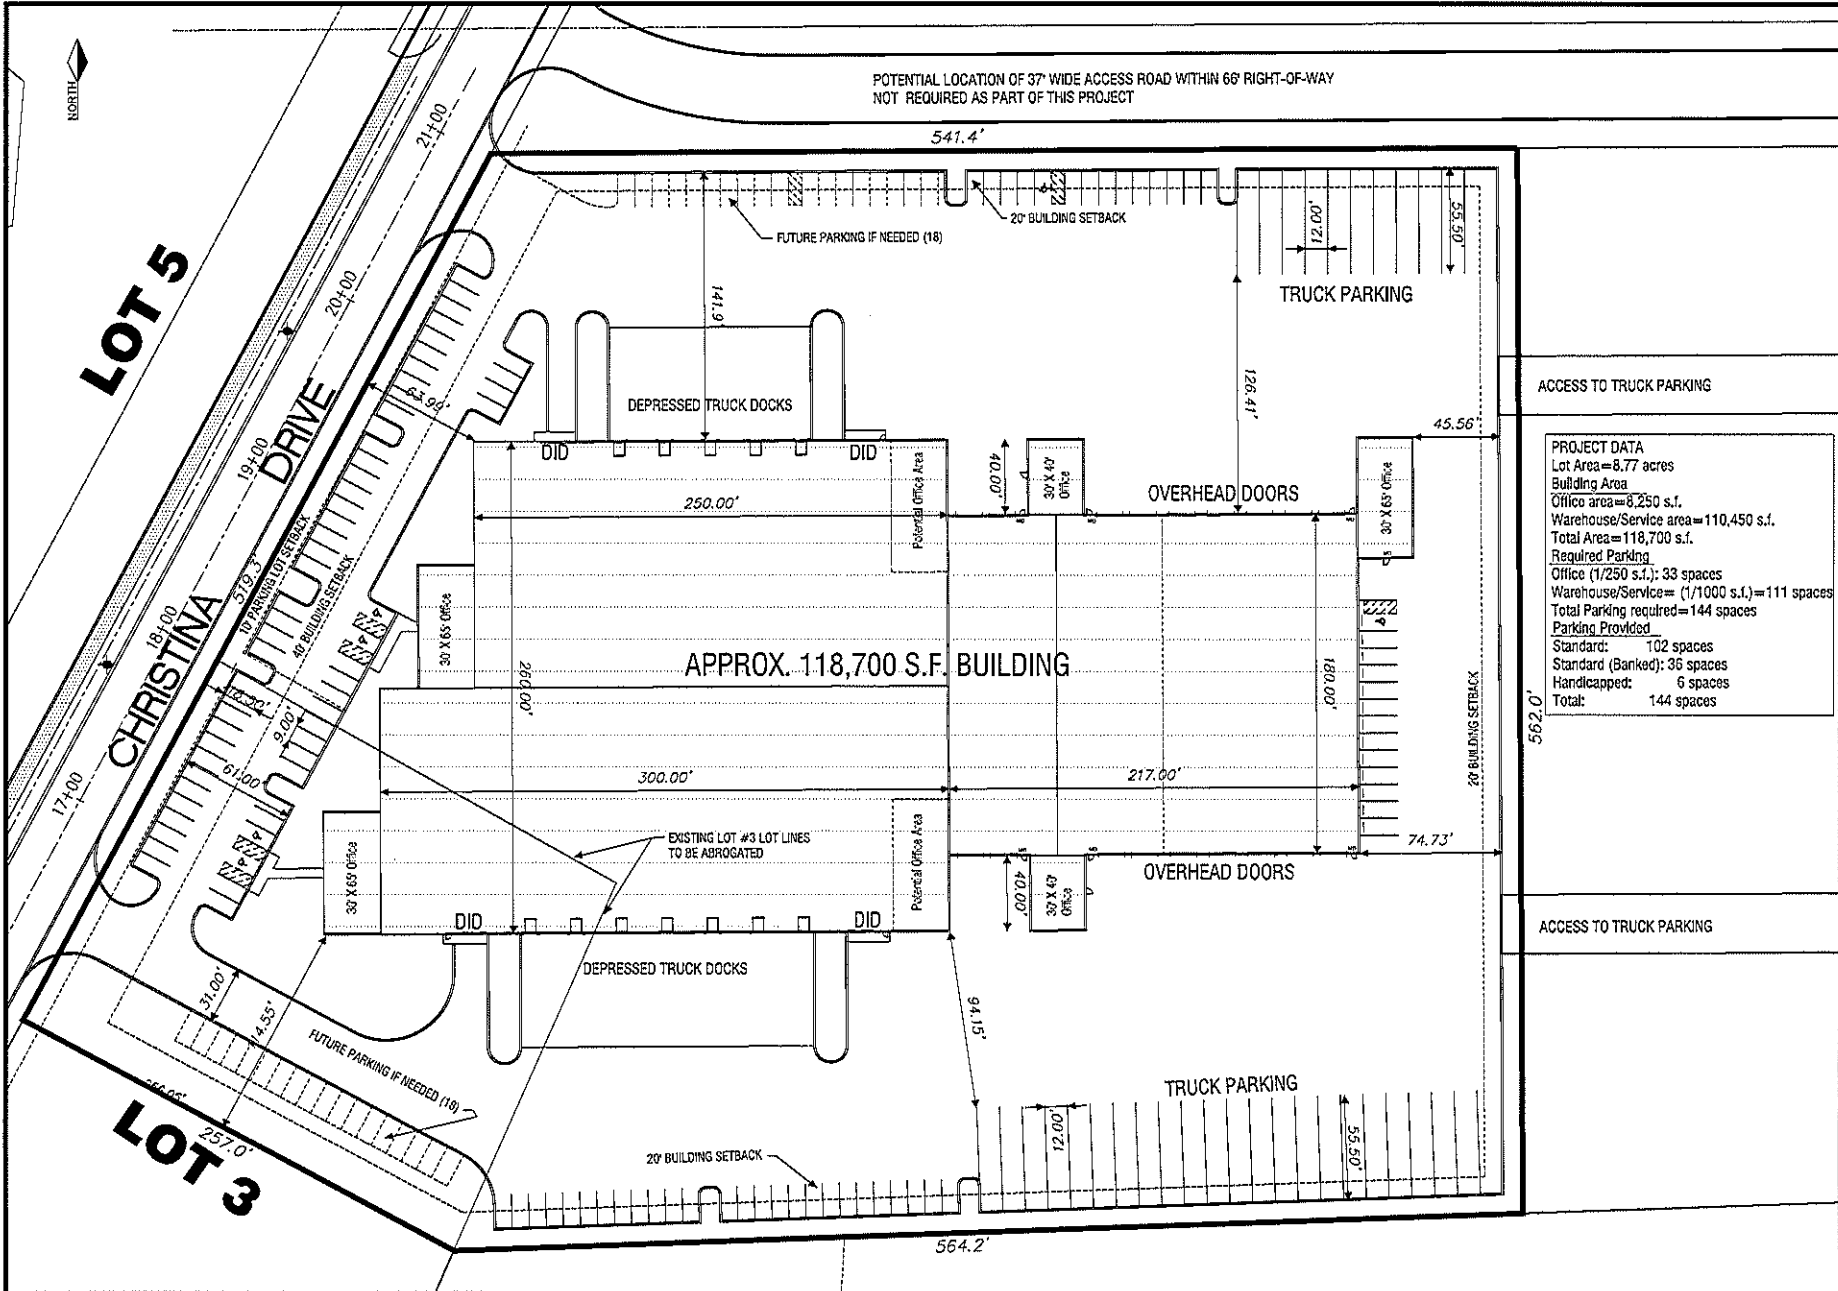 NORTH
POTENTIAL LOCATION OF 37' WIDE ACCESS ROAD WITHIN 66' RIGHT-OF-WAY
NOT REQUIRED AS PART OF THIS PROJECT
541.4'
21+00
20+00
19+00
18+00
17+00
LOT 5
CHRISTINA DRIVE
519.3'
10' PARKING LOT SETBACK
40' BUILDING SETBACK
20' BUILDING SETBACK
FUTURE PARKING IF NEEDED (18)
141.9'
12.00'
55.50'
TRUCK PARKING
126.41'
63.99'
DEPRESSED TRUCK DOCKS
DID
DID
250.00'
Potential Office Area
40.00'
30' X 40'
Office
OVERHEAD DOORS
30' X 65' Office
45.56
ACCESS TO TRUCK PARKING
PROJECT DATA
Lot Area=8.77 acres
Building Area
Office area=8,250 s.f.
Warehouse/Service area=110,450 s.f.
Total Area=118,700 s.f.
Required Parking
Office (1/250 s.f.): 33 spaces
Warehouse/Service= (1/1000 s.f.)=111 spaces
Total Parking required=144 spaces
Parking Provided
Standard: 102 spaces
Standard (Banked): 36 spaces
Handicapped: 6 spaces
Total: 144 spaces
30' X 65' Office
260.00'
APPROX. 118,700 S.F. BUILDING
180.00'
20' BUILDING SETBACK
562.0'
9.00'
61.00'
300.00'
217.00'
74.73'
EXISTING LOT #3 LOT LINES
TO BE ABROGATED
30' X 65' Office
Potential Office Area
40.00'
30' X 40'
Office
OVERHEAD DOORS
DID
DID
DEPRESSED TRUCK DOCKS
ACCESS TO TRUCK PARKING
31.00'
94.15'
FUTURE PARKING IF NEEDED (18)
TRUCK PARKING
12.00'
55.50'
257.0'
LOT 3
20' BUILDING SETBACK
564.2'